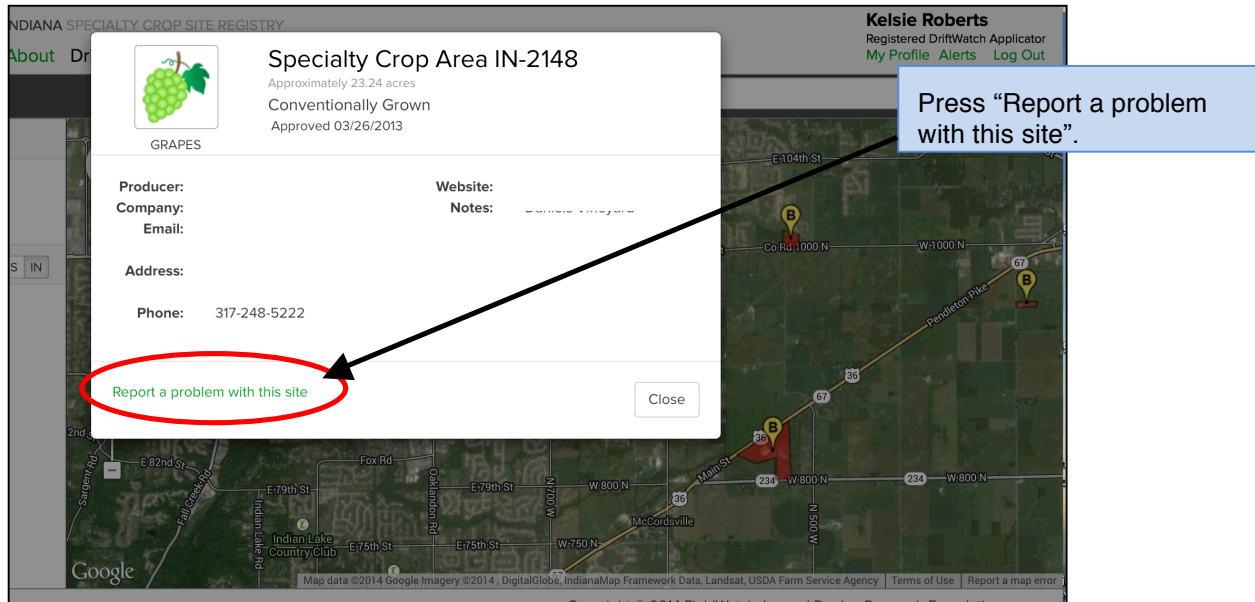 NDIANA SPECIALTY CROP SITE REGISTRY
Kelsie Roberts
Registered DriftWatch Applicator
About Dr
My Profile Alerts Log Out
Press “Report a problem
with this site”.
Specialty Crop Area IN-2148
Approximately 23.24 acres
Conventionally Grown
Approved 03/26/2013
GRAPES
Producer:
Website:
Company:
Notes:
Email:
Address:
Phone: 317-248-5222
Report a problem with this site
Close
S IN
E 104th St
B
Co Rd 1000 N
W 1000 N
67
B
Pendleton Pike
36
67
B
36
Main St
234
W 800 N
234
W 800 N
2nd
Sargent Rd
E 82nd St
Fall Creek Rd
Fox Rd
Oaklandon Rd
E 79th St
E 79th St
N 700 W
W 800 N
36
McCordsville
N 500 W
Indian Lake Rd
Indian Lake
Country Club
E 75th St
E 75th St
W 750 N
67
Google
Map data ©2014 Google Imagery ©2014 , DigitalGlobe, IndianaMap Framework Data, Landsat, USDA Farm Service Agency
Terms of Use
Report a map error